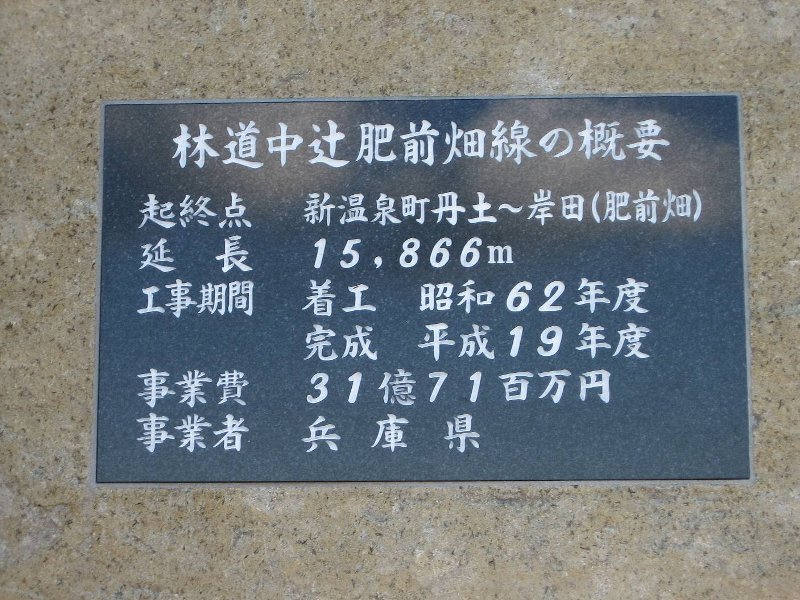 林道中辻肥前畑線の概要
起終点 新温泉町丹土～岸田(肥前畑)
延長 15,866m
工事期間 着工 昭和62年度
完成 平成19年度
事業費 31億71百万円
事業者 兵庫県